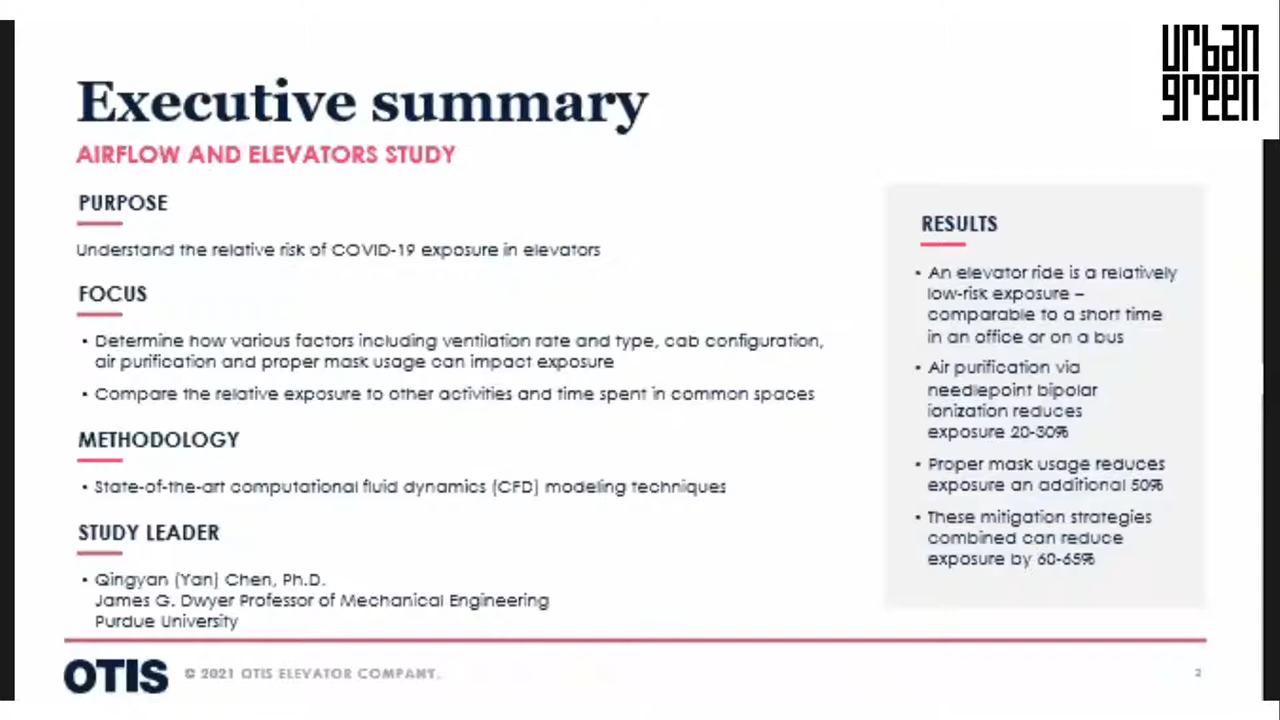 urban
green
Executive summary
AIRFLOW AND ELEVATORS STUDY
PURPOSE
Understand the relative risk of COVID-19 exposure in elevators
FOCUS
• Determine how various factors including ventilation rate and type, cab configuration,
air purification and proper mask usage can impact exposure
• Compare the relative exposure to other activities and time spent in common spaces
METHODOLOGY
• State-of-the-art computational fluid dynamics (CFD) modeling techniques
STUDY LEADER
• Qingyan (Yan) Chen, Ph.D.
James G. Dwyer Professor of Mechanical Engineering
Purdue University
RESULTS
• An elevator ride is a relatively
low-risk exposure –
comparable to a short time
in an office or on a bus
• Air purification via
needlepoint bipolar
ionization reduces
exposure 20-30%
• Proper mask usage reduces
exposure an additional 50%
• These mitigation strategies
combined can reduce
exposure by 60-65%
OTIS © 2021 OTIS ELEVATOR COMPANY.
2